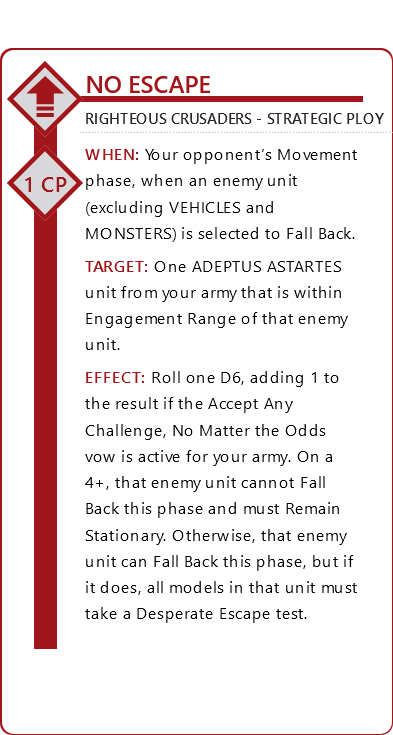 NO ESCAPE
RIGHTEOUS CRUSADERS - STRATEGIC PLOY
1 CP
WHEN: Your opponent's Movement
phase, when an enemy unit
(excluding VEHICLES and
MONSTERS) is selected to Fall Back.
TARGET: One ADEPTUS ASTARTES
unit from your army that is within
Engagement Range of that enemy
unit.
EFFECT: Roll one D6, adding 1 to
the result if the Accept Any
Challenge, No Matter the Odds
vow is active for your army. On a
4+, that enemy unit cannot Fall
Back this phase and must Remain
Stationary. Otherwise, that enemy
unit can Fall Back this phase, but if
it does, all models in that unit must
take a Desperate Escape test.